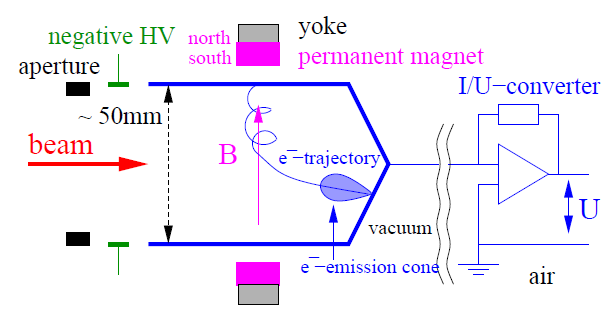 negative HV
north
south
yoke
permanent magnet
aperture
I/U−converter
~ 50mm
beam
B
e⁻−trajectory
U
vacuum
e⁻−emission cone
air